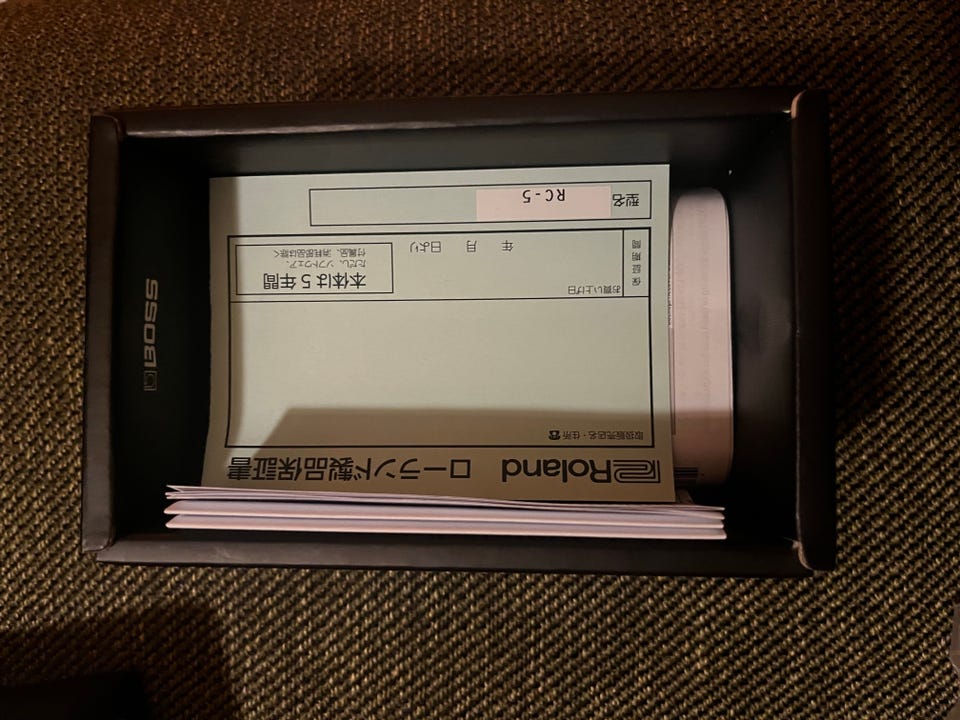 Roland ローランド製品保証書
取扱販売店名・住所 ☎
お買い上げ日
保証期間
年 月 日より
本体は5年間
ただし、ソフトウェア、
付属品、消耗部品は除く
型名 RC-5
BOSS